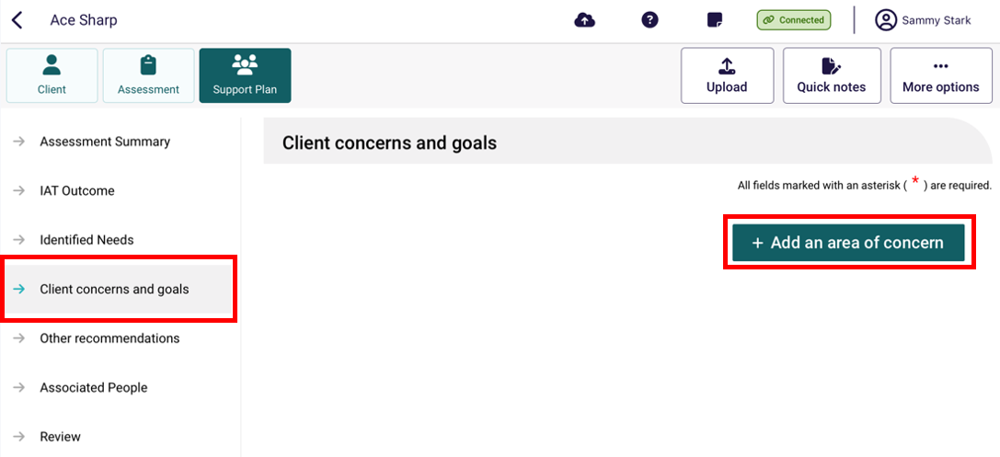 Ace Sharp
Connected
Sammy Stark
Client
Assessment
Support Plan
Upload
Quick notes
More options
Assessment Summary
IAT Outcome
Identified Needs
Client concerns and goals
Other recommendations
Associated People
Review
Client concerns and goals
All fields marked with an asterisk ( * ) are required.
+ Add an area of concern